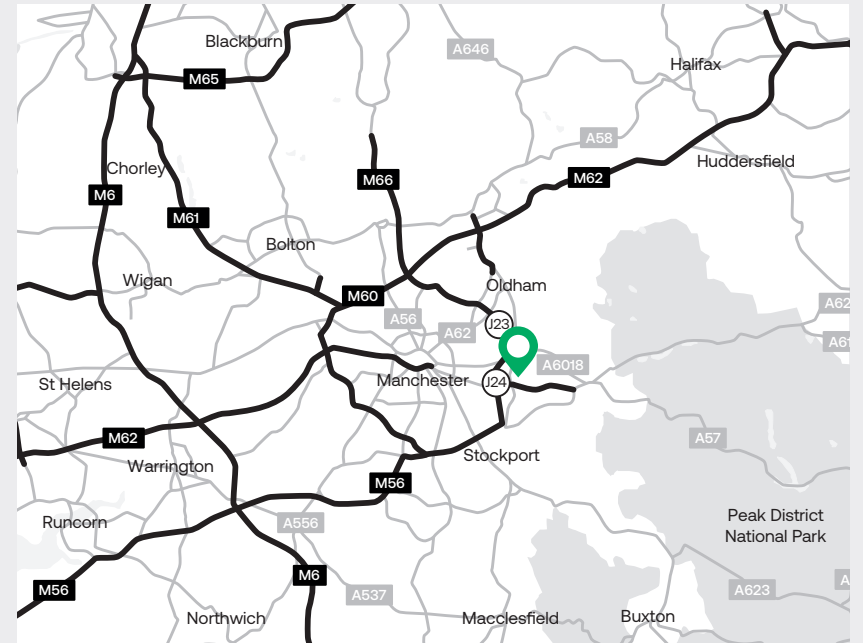 Blackburn
A646
Halifax
M65
A58
Huddersfield
Chorley
M66
M62
M6
M61
Bolton
Wigan
Oldham
M60
A62
A56
J23
A62
A61
A6018
St Helens
Manchester
J24
M62
A57
Warrington
Stockport
M56
Runcorn
A556
Peak District
National Park
M6
M56
A537
A623
A
Northwich
Macclesfield
Buxton